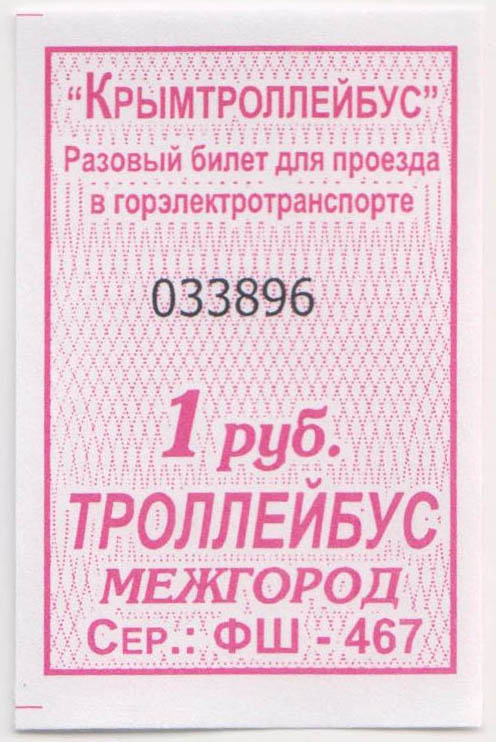 "КРЫМТРОЛЛЕЙБУС"
Разовый билет для проезда
в горэлектротранспорте
033896
1 руб.
ТРОЛЛЕЙБУС
МЕЖГОРОД
СЕР.: ФШ - 467